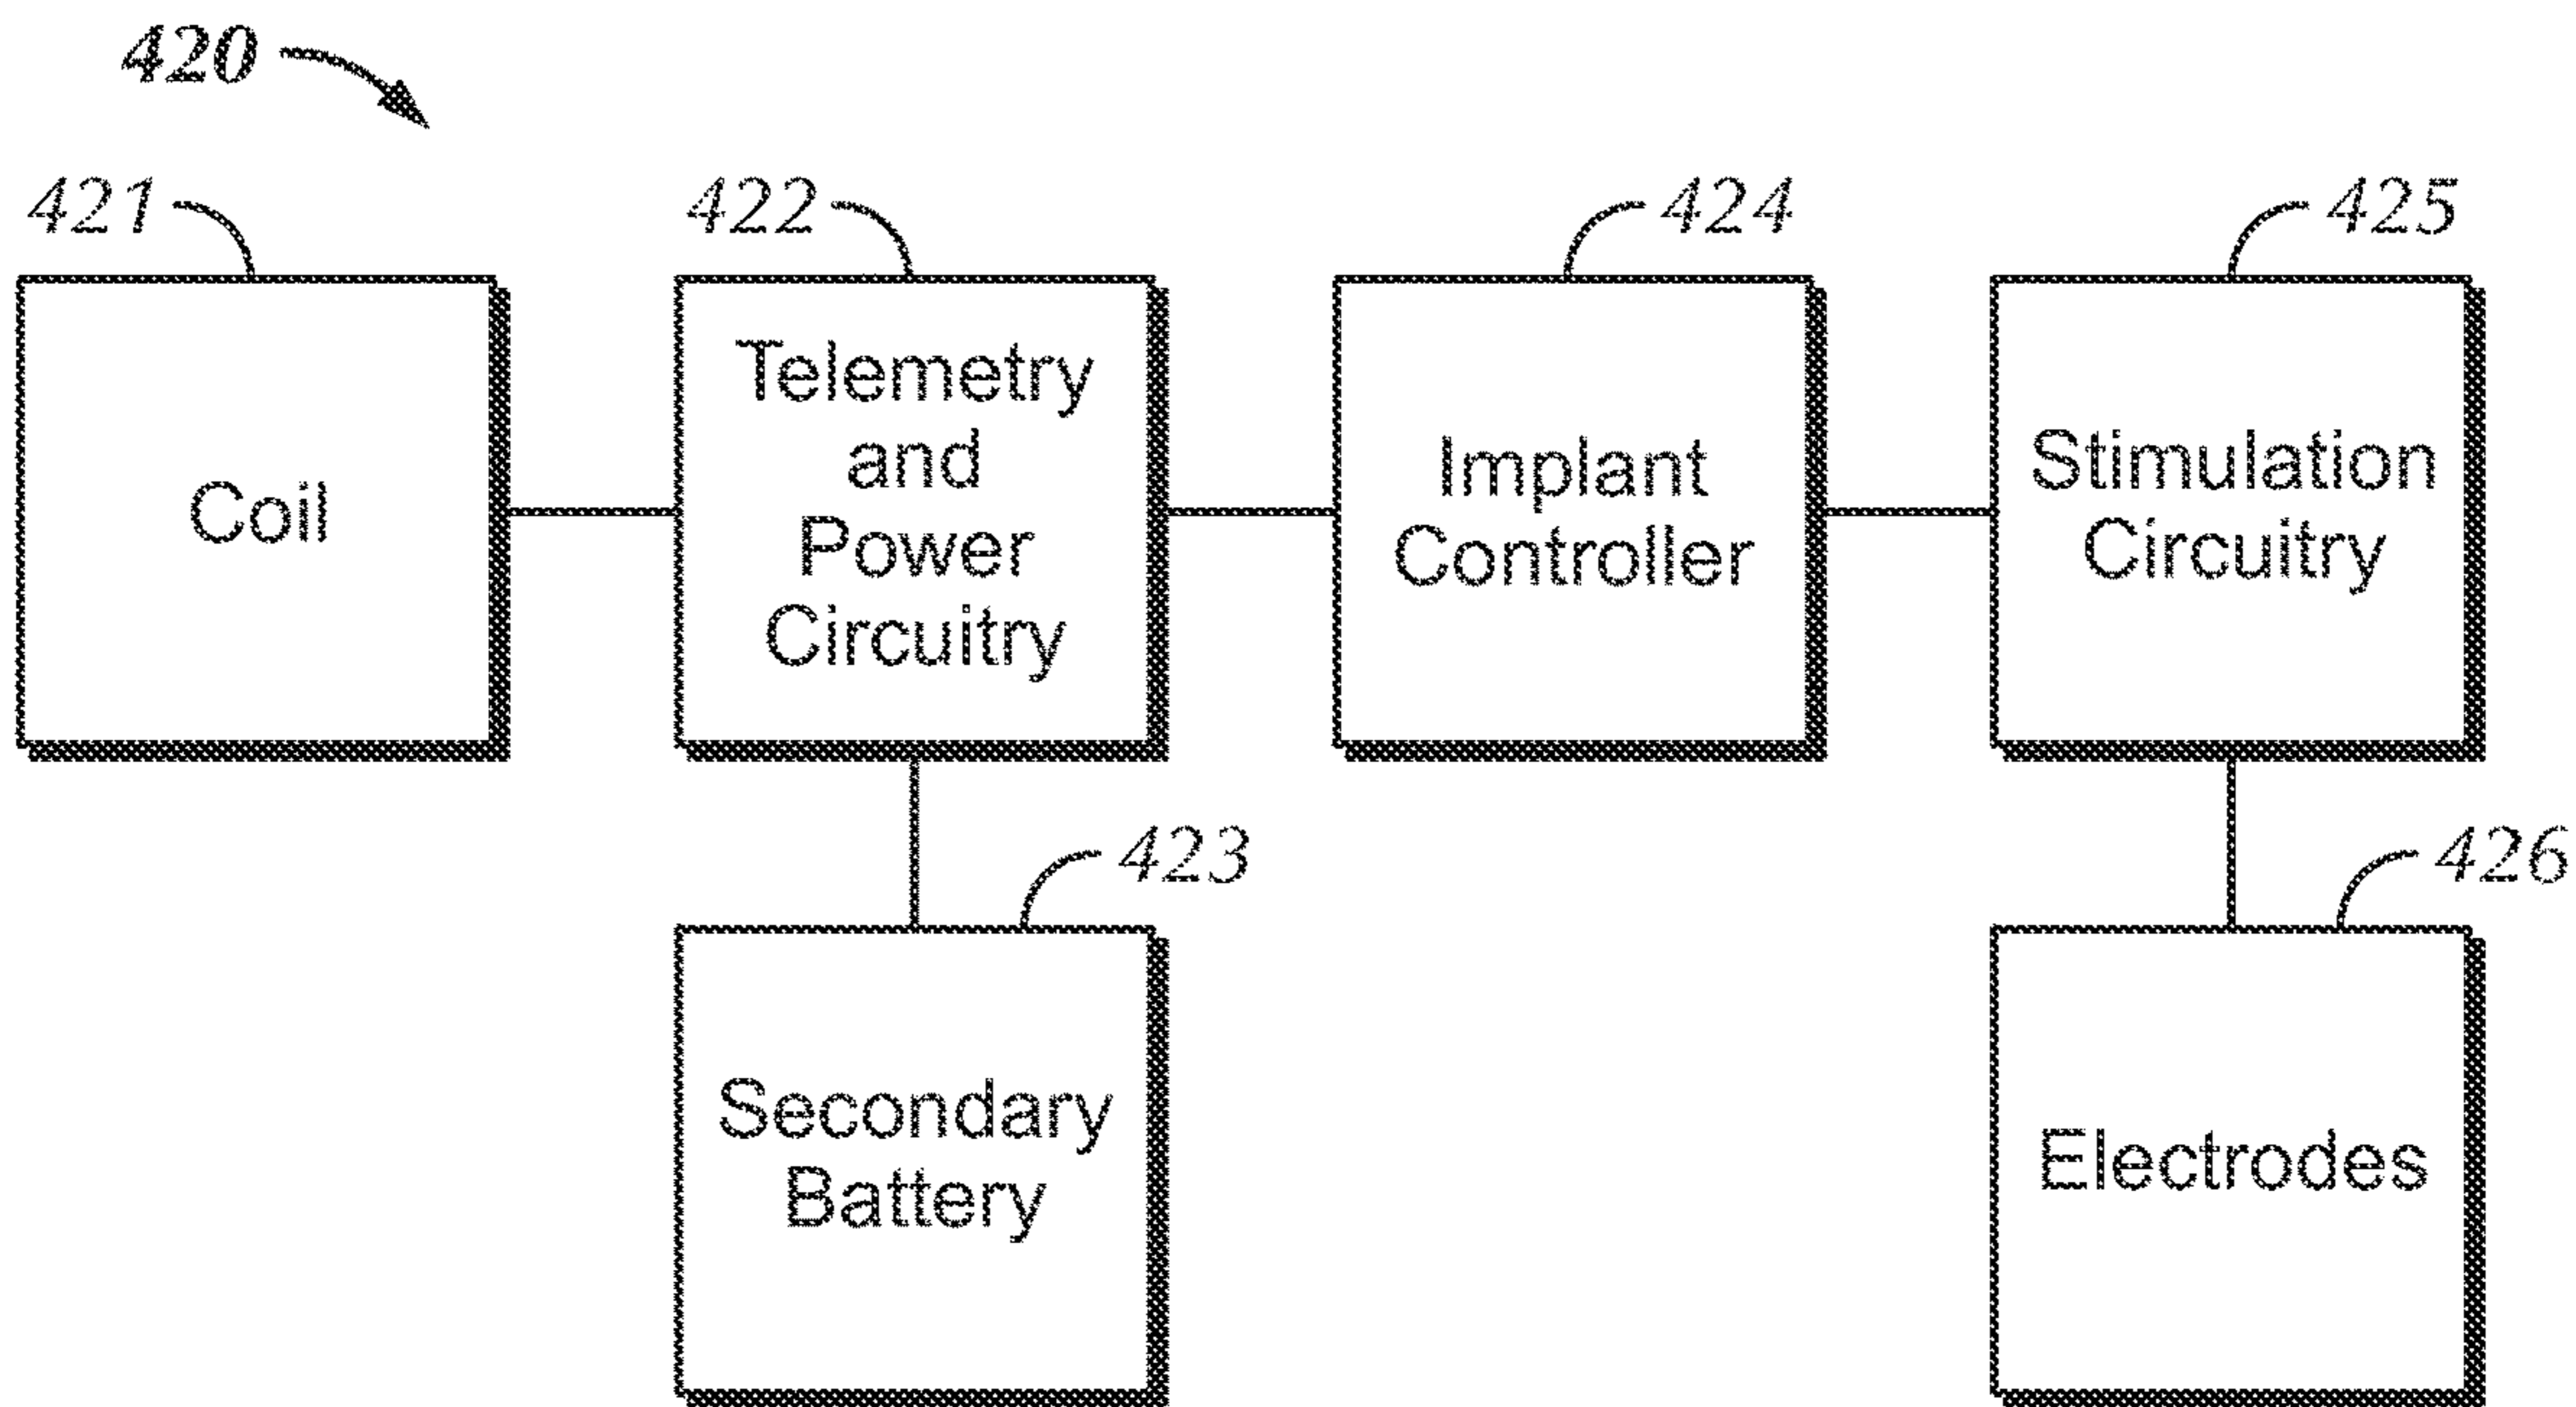 420
421
422
424
425
Coil
Telemetry
and
Power
Circuitry
Implant
Controller
Stimulation
Circuitry
423
426
Secondary
Battery
Electrodes